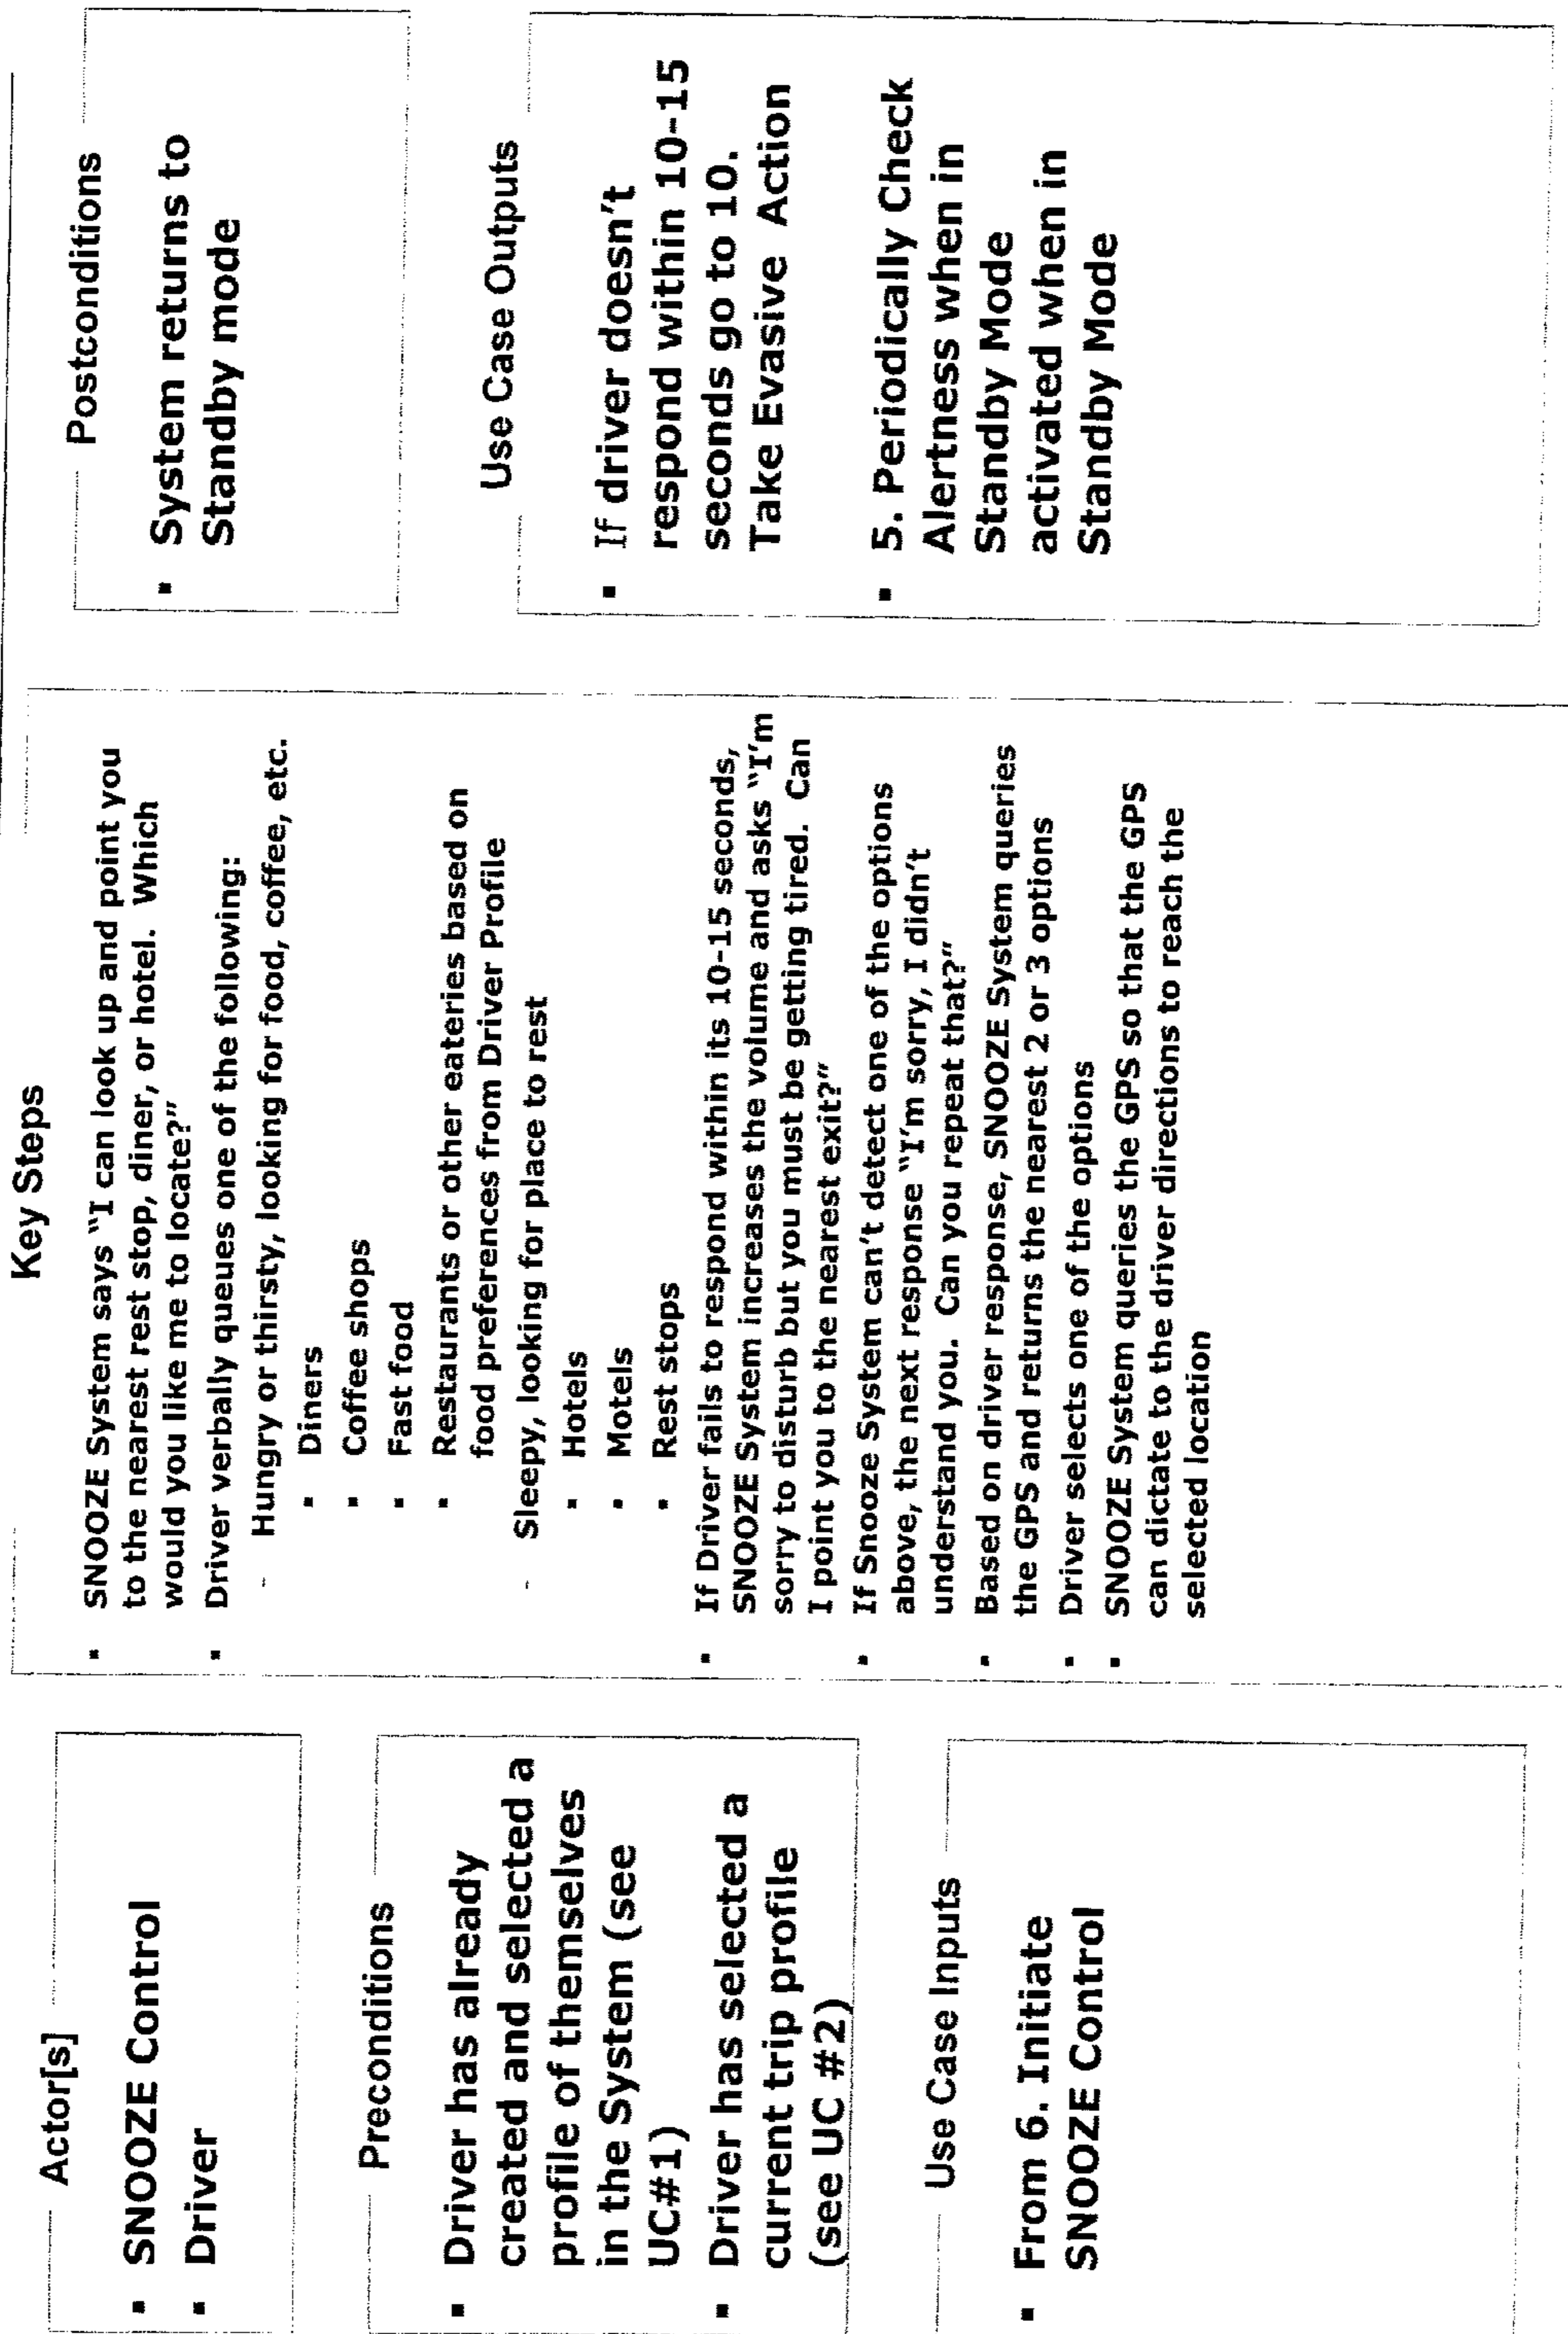 Actor[s]
▪ SNOOZE Control
▪ Driver
Preconditions
▪ Driver has already
created and selected a
profile of themselves
in the System (see
UC#1)
▪ Driver has selected a
current trip profile
(see UC #2)
Use Case Inputs
▪ From 6. Initiate
SNOOZE Control
Key Steps
▪ SNOOZE System says "I can look up and point you
to the nearest rest stop, diner, or hotel. Which
would you like me to locate?"
▪ Driver verbally queues one of the following:
- Hungry or thirsty, looking for food, coffee, etc.
▪ Diners
▪ Coffee shops
▪ Fast food
▪ Restaurants or other eateries based on
food preferences from Driver Profile
- Sleepy, looking for place to rest
▪ Hotels
▪ Motels
▪ Rest stops
▪ If Driver fails to respond within its 10-15 seconds,
SNOOZE System increases the volume and asks "I'm
sorry to disturb but you must be getting tired. Can
I point you to the nearest exit?"
▪ If Snooze System can't detect one of the options
above, the next response "I'm sorry, I didn't
understand you. Can you repeat that?"
▪ Based on driver response, SNOOZE System queries
the GPS and returns the nearest 2 or 3 options
▪ Driver selects one of the options
▪ SNOOZE System queries the GPS so that the GPS
can dictate to the driver directions to reach the
selected location
Postconditions
▪ System returns to
Standby mode
Use Case Outputs
▪ If driver doesn't
respond within 10-15
seconds go to 10.
Take Evasive Action
▪ 5. Periodically Check
Alertness when in
Standby Mode
activated when in
Standby Mode